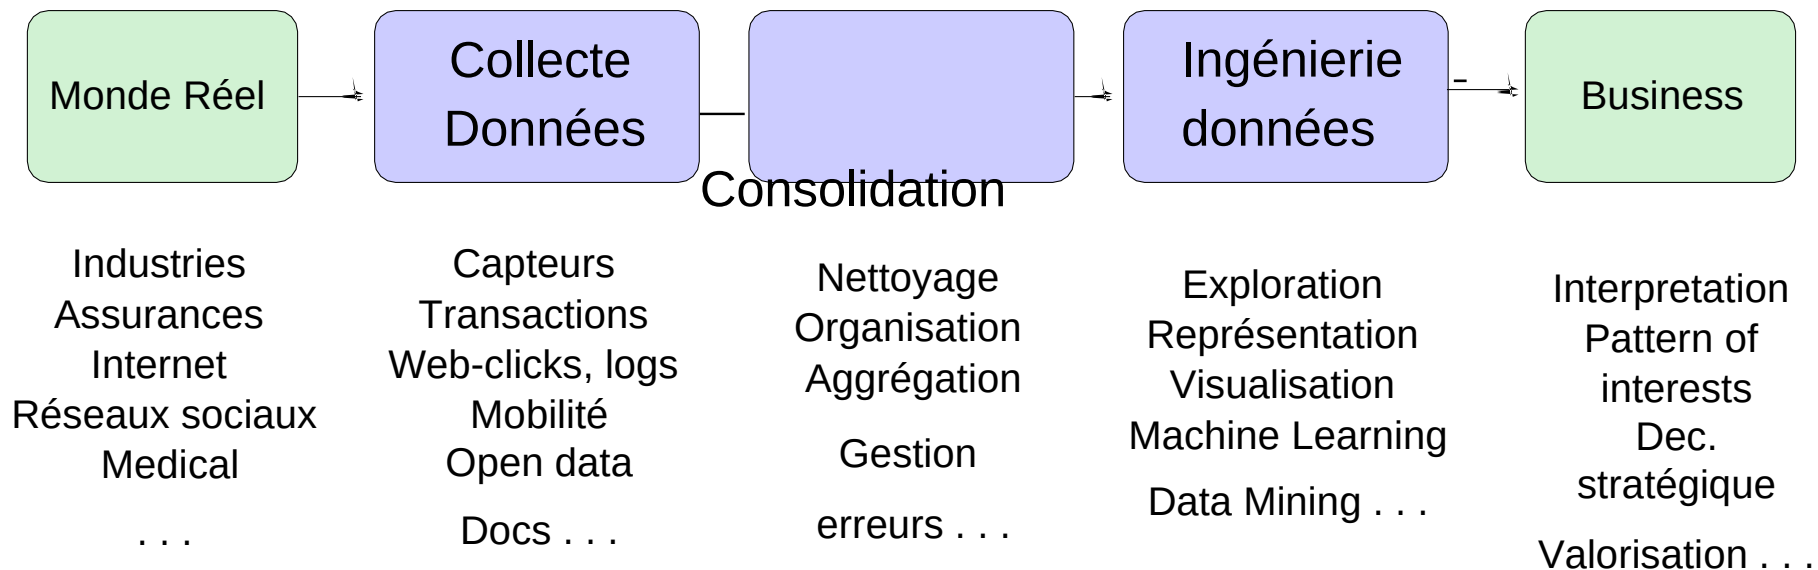 Monde Réel
Collecte
Données
Consolidation
Ingénierie
données
Business
Industries
Assurances
Internet
Réseaux sociaux
Medical
. . .
Capteurs
Transactions
Web-clicks, logs
Mobilité
Open data
Docs . . .
Nettoyage
Organisation
Aggrégation
Gestion
erreurs . . .
Exploration
Représentation
Visualisation
Machine Learning
Data Mining . . .
Interpretation
Pattern of
interests
Dec.
stratégique
Valorisation . . .